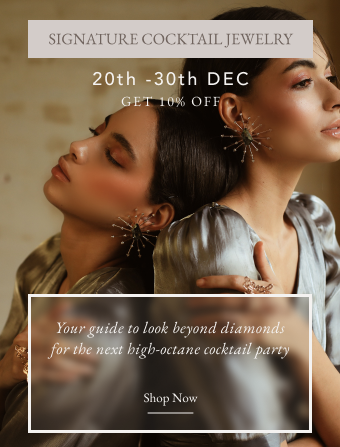 SIGNATURE COCKTAIL JEWELRY
20th -30th DEC
GET 10% OFF
Your guide to look beyond diamonds
for the next high-octane cocktail party
Shop Now